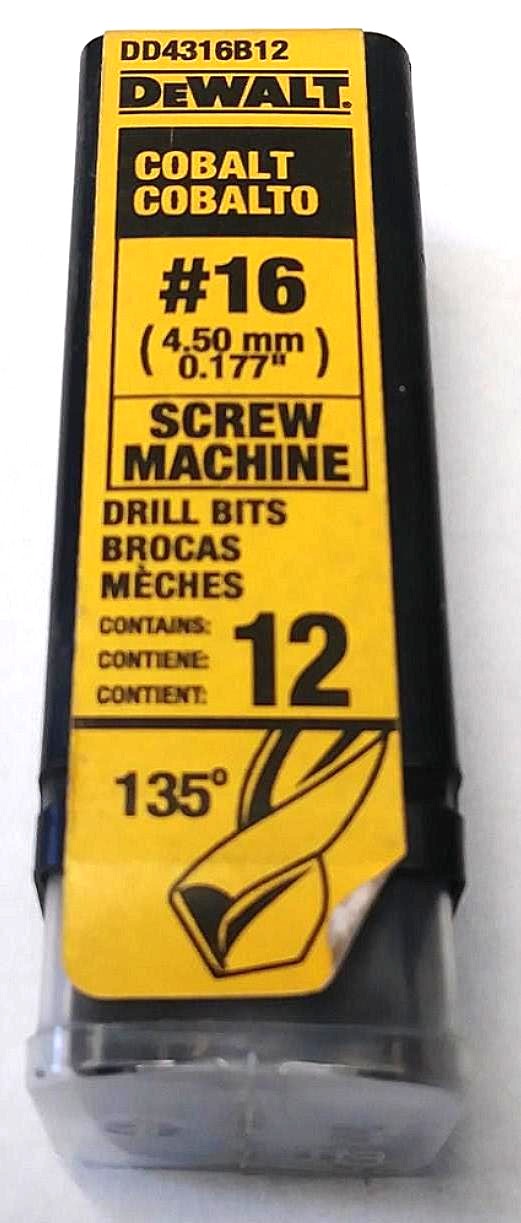 DD4316B12
DEWALT®
COBALT
COBALTO
#16
(4.50 mm
0.177")
SCREW
MACHINE
DRILL BITS
BROCAS
MÈCHES
CONTAINS:
CONTIENE:
CONTIENT:
12
135°